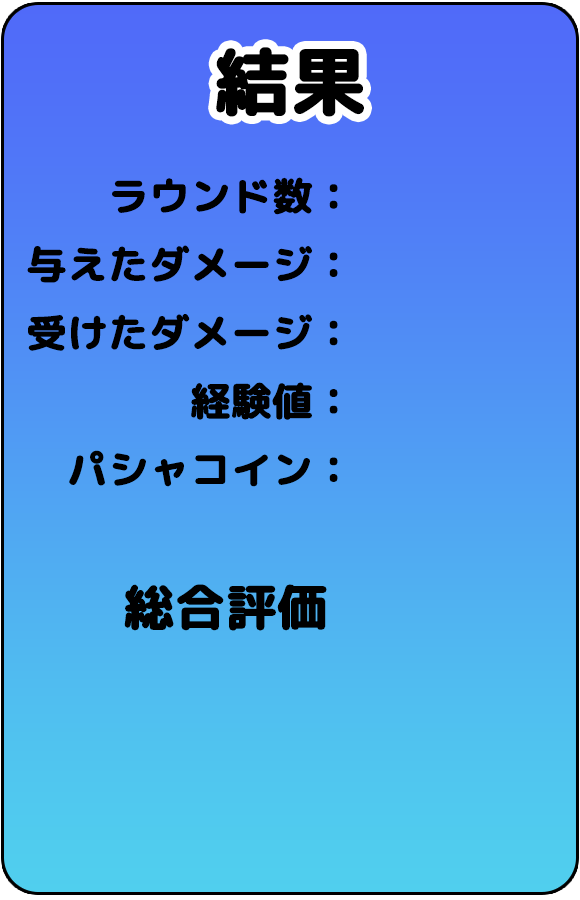 結果
ラウンド数：
与えたダメージ：
受けたダメージ：
経験値：
パシャコイン：
総合評価